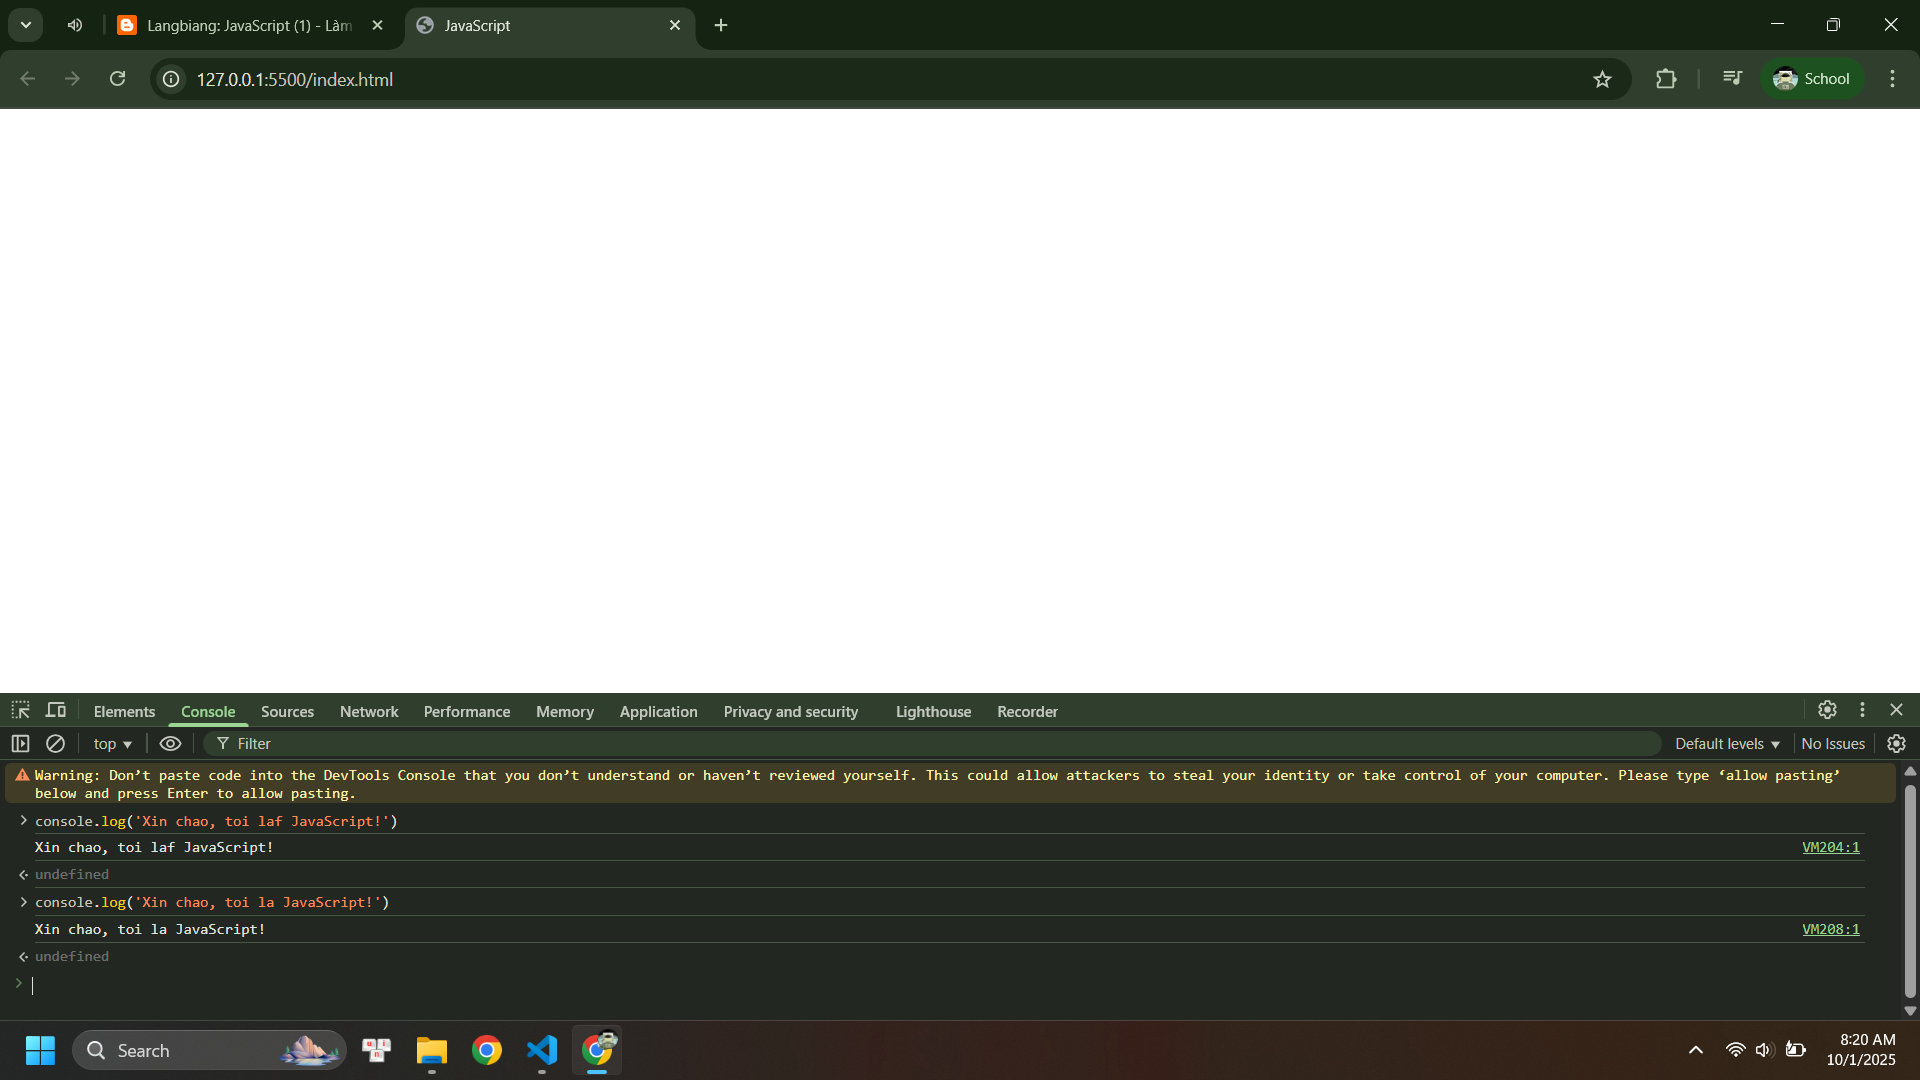 Langbiang: JavaScript (1) - Làm
JavaScript
127.0.0.1:5500/index.html
School
Elements Console Sources Network Performance Memory Application Privacy and security Lighthouse Recorder
top Filter Default levels No Issues
Warning: Don’t paste code into the DevTools Console that you don’t understand or haven’t reviewed yourself. This could allow attackers to steal your identity or take control of your computer. Please type ‘allow pasting’
below and press Enter to allow pasting.
console.log('Xin chao, toi laf JavaScript!')
Xin chao, toi laf JavaScript! VM204:1
undefined
console.log('Xin chao, toi la JavaScript!')
Xin chao, toi la JavaScript! VM208:1
undefined
Search
8:20 AM
10/1/2025